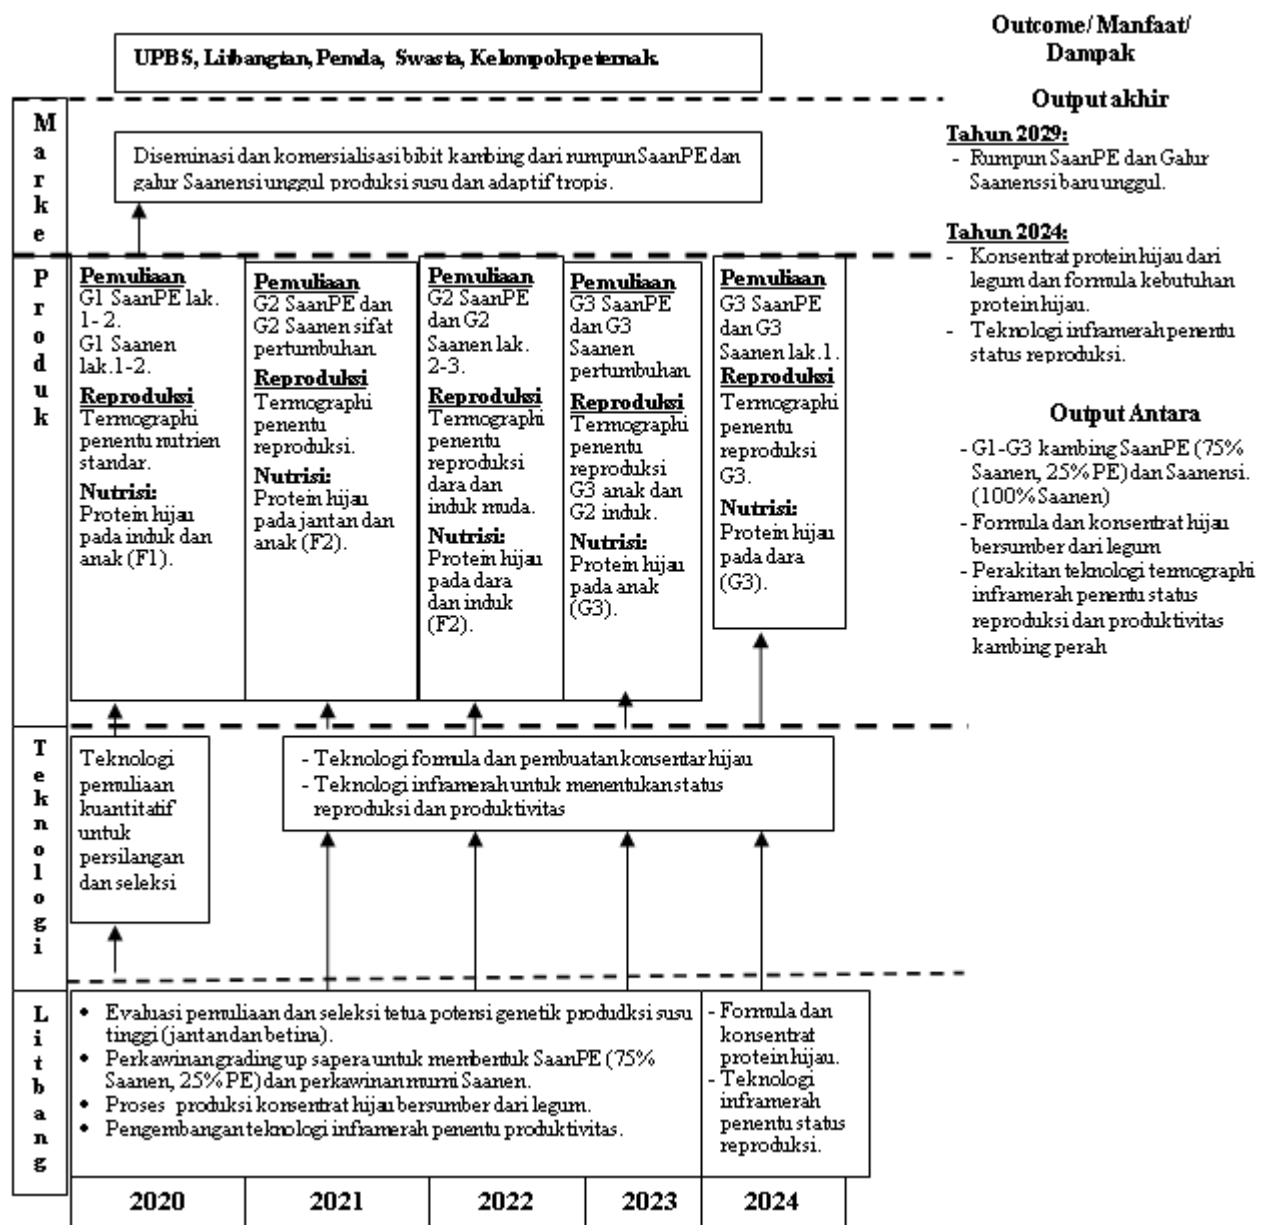 Outcome/ Manfaat/
Dampak
UPBS, Litbangtan, Pemda, Swasta, Kelompokpeternak.
Output akhir
Marke
Diseminasi dan komersialisasi bibit kambing dari rumpun SaanPE dan
galur Saanensi unggul produksi susu dan adaptif tropis.
Tahun 2029:
- Rumpun SaanPE dan Galur
Saanenssi baru unggul.
Tahun 2024:
- Konsentrat protein hijau dari
legum dan formula kebutuhan
protein hijau.
- Teknologi inframerah penentu
status reproduksi.
Output Antara
- G1-G3 kambing SaanPE (75%
Saanen, 25% PE) dan Saanensi.
(100% Saanen)
- Formula dan konsentrat hijau
bersumber dari legum
- Perakitan teknologi termographi
inframerah penentu status
reproduksi dan produktivitas
kambing perah
Produk
Pemuliaan
G1 SaanPE lak.
1- 2.
G1 Saanen
lak.1-2.
Reproduksi
Termographi
penentu nutrien
standar.
Nutrisi:
Protein hijau
pada induk dan
anak (F1).
Pemuliaan
G2 SaanPE dan
G2 Saanen sifat
pertumbuhan.
Reproduksi
Termographi
penentu
reproduksi.
Nutrisi:
Protein hijau
pada jantan dan
anak (F2).
Pemuliaan
G2 SaanPE
dan G2
Saanen lak.
2-3.
Reproduksi
Termographi
penentu
reproduksi
dara dan
induk muda.
Nutrisi:
Protein hijau
pada dara
dan induk
(F2).
Pemuliaan
G3 SaanPE
dan G3
Saanen
pertumbuhan.
Reproduksi
Termographi
penentu
reproduksi
G3 anak dan
G2 induk.
Nutrisi:
Protein hijau
pada anak
(G3).
Pemuliaan
G3 SaanPE
dan G3
Saanen lak.1.
Reproduksi
Termographi
penentu
reproduksi
G3.
Nutrisi:
Protein hijau
pada dara
(G3).
Teknologi
Teknologi
pemuliaan
kuantitatif
untuk
persilangan
dan seleksi
- Teknologi formula dan pembuatan konsentar hijau
- Teknologi inframerah untuk menentukan status
reproduksi dan produktivitas
Litbang
• Evaluasi pemuliaan dan seleksi tetua potensi genetik produdksi susu
tinggi (jantan dan betina).
• Perkawinan grading up sapera untuk membentuk SaanPE (75%
Saanen, 25% PE) dan perkawinan murni Saanen.
• Proses produksi konsentrat hijau bersumber dari legum.
• Pengembangan teknologi inframerah penentu produktivitas.
- Formula dan
konsentrat
protein hijau.
- Teknologi
inframerah
penentu status
reproduksi.
2020
2021
2022
2023
2024